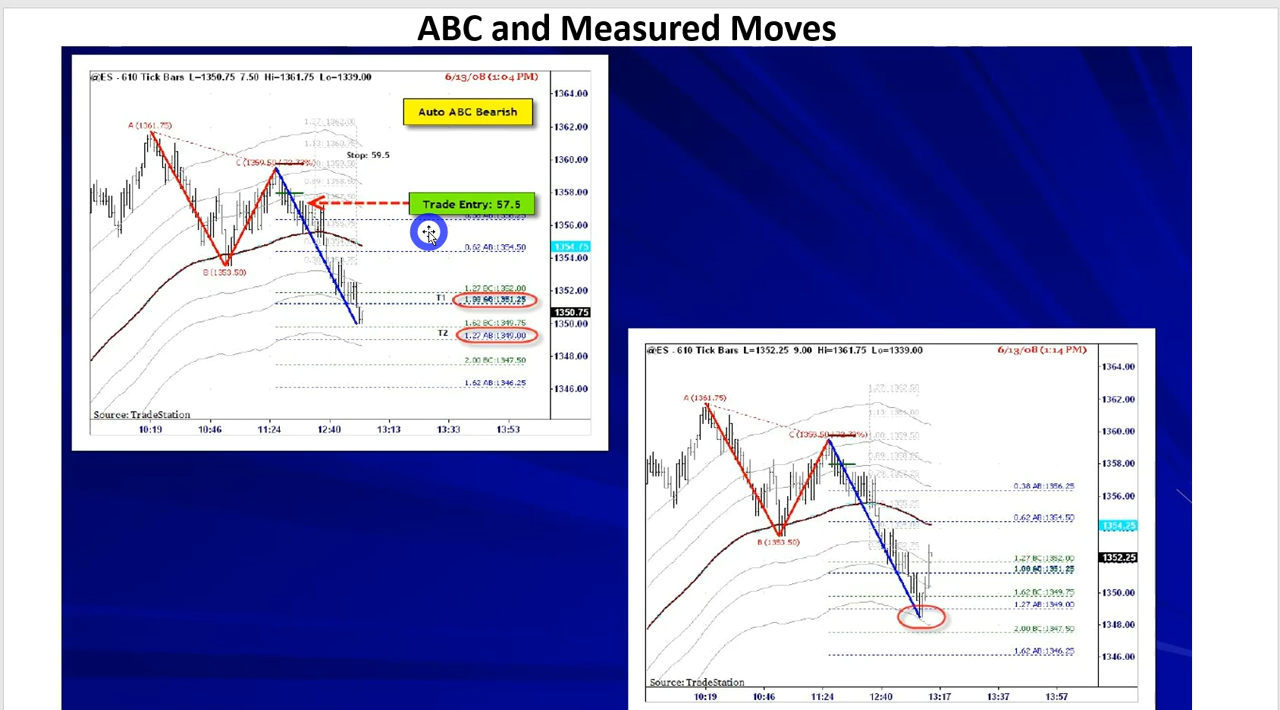 ABC and Measured Moves
@ES - 610 Tick Bars L=1350.75 7.50 Hi=1361.75 Lo=1339.00
6/13/08 (1:04 PM)
Auto ABC Bearish
A (1361.75)
Stop: 59.5
Trade Entry: 57.5
0.62 AB:1354.50
B (1353.50)
1.27 BC:1352.00
T1
1.62 BC:1349.75
T2
1.27 AB:1349.00
2.00 BC:1347.50
1.62 AB:1346.25
1364.00
1362.00
1360.00
1358.00
1356.00
1354.75
1354.00
1352.00
1350.75
1350.00
1348.00
1346.00
Source: TradeStation
10:19 10:46 11:24 12:40 13:13 13:33 13:53
@ES - 610 Tick Bars L=1352.25 9.00 Hi=1361.75 Lo=1339.00
6/13/08 (1:14 PM)
A (1361.75)
0.38 AB:1356.25
0.62 AB:1354.50
B (1353.50)
1.27 BC:1352.00
1.62 BC:1349.75
1.27 AB:1349.00
2.00 BC:1347.50
1.62 AB:1346.25
1364.00
1362.00
1360.00
1358.00
1356.00
1354.25
1352.25
1350.00
1348.00
1346.00
Source: TradeStation
10:19 10:46 11:24 12:40 13:17 13:37 13:57